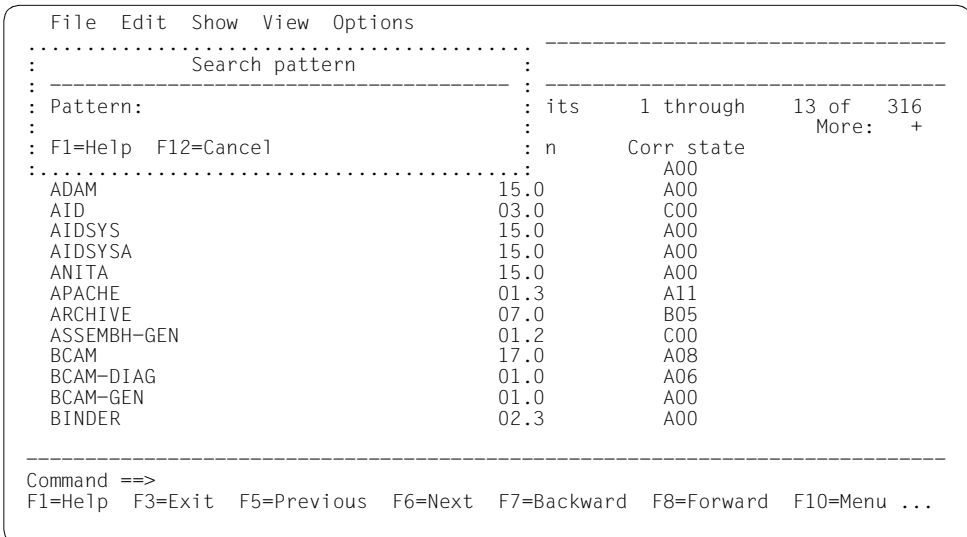 File  Edit  Show  View  Options
........................................... ----------------------------------
:             Search pattern              :
: --------------------------------------- : ----------------------------------
: Pattern:                                : its     1 through    13 of   316
:                                         :                        More:   +
: F1=Help  F12=Cancel                     : n      Corr state
:.........................................:           A00
ADAM                                  15.0          A00
AID                                   03.0          C00
AIDSYS                                15.0          A00
AIDSYSA                               15.0          A00
ANITA                                 15.0          A00
APACHE                                01.3          A11
ARCHIVE                               07.0          B05
ASSEMBH-GEN                           01.2          C00
BCAM                                  17.0          A08
BCAM-DIAG                             01.0          A06
BCAM-GEN                              01.0          A00
BINDER                                02.3          A00
------------------------------------------------------------------------------
Command ==>
F1=Help  F3=Exit  F5=Previous  F6=Next  F7=Backward  F8=Forward  F10=Menu ...